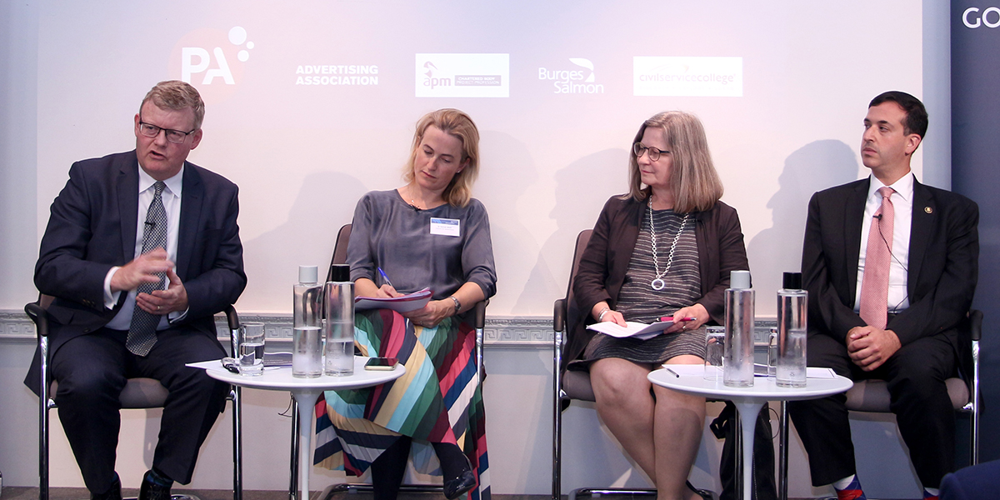 GO
PA
ADVERTISING
ASSOCIATION
apm
Burges
Salmon
civilservicecollege